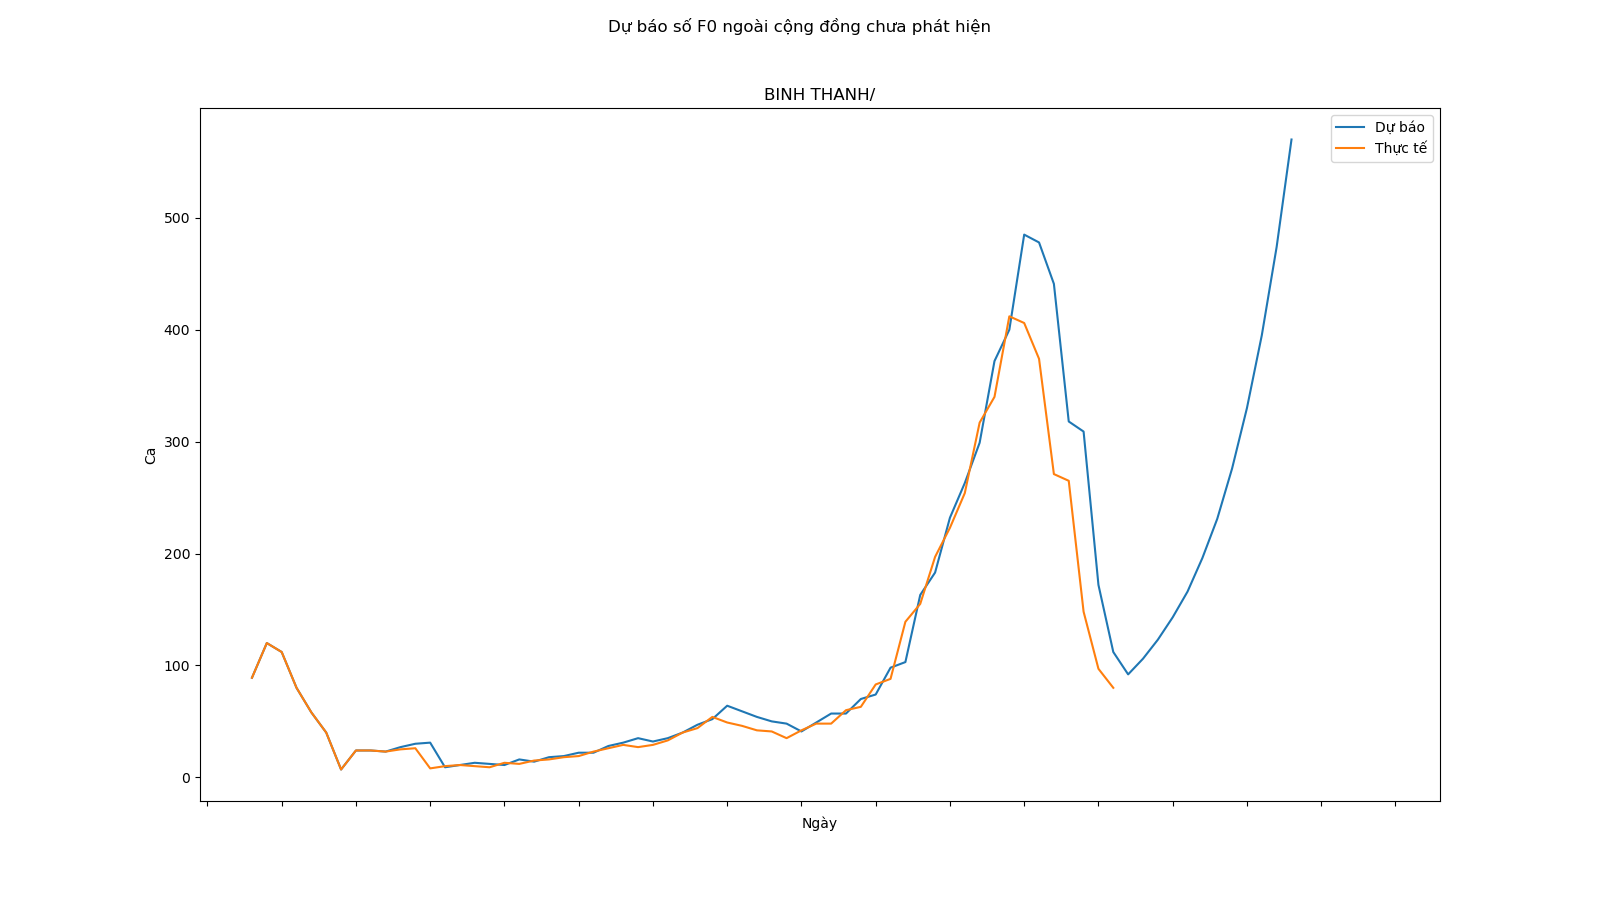 Dự báo số F0 ngoài cộng đồng chưa phát hiện
BINH THANH/
Dự báo
Thực tế
500
400
300
200
100
0
Ca
Ngày